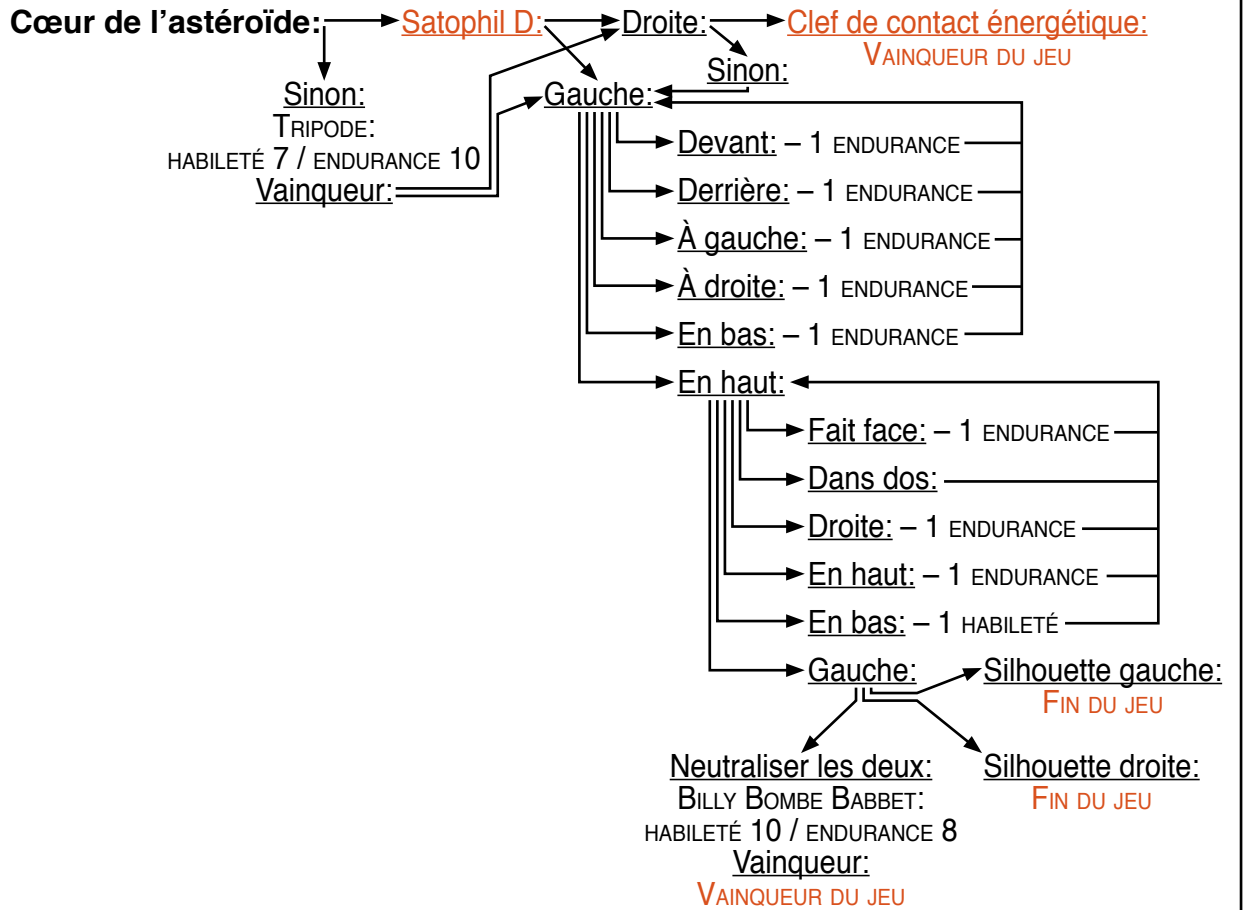 Cœur de l'astéroïde: Satophil D: Droite: Clef de contact énergétique:
VAINQUEUR DU JEU
Sinon:
Sinon:
TRIPODE:
HABILETÉ 7 / ENDURANCE 10
Vainqueur:
Gauche:
Devant: – 1 ENDURANCE
Derrière: – 1 ENDURANCE
À gauche: – 1 ENDURANCE
À droite: – 1 ENDURANCE
En bas: – 1 ENDURANCE
En haut:
Fait face: – 1 ENDURANCE
Dans dos:
Droite: – 1 ENDURANCE
En haut: – 1 ENDURANCE
En bas: – 1 HABILETÉ
Gauche:
Silhouette gauche:
FIN DU JEU
Neutraliser les deux:
BILLY BOMBE BABBET:
HABILETÉ 10 / ENDURANCE 8
Vainqueur:
VAINQUEUR DU JEU
Silhouette droite:
FIN DU JEU